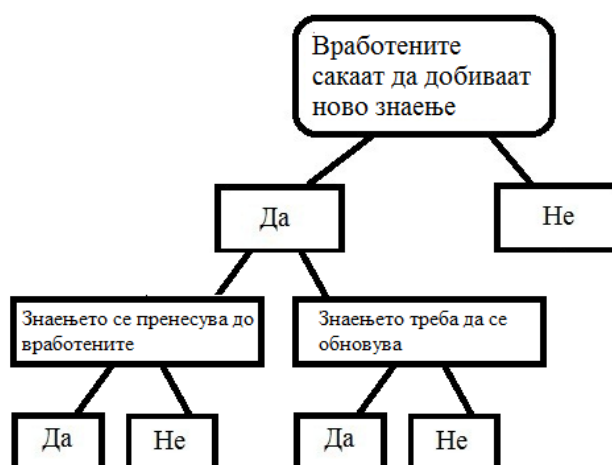 Вработените
сакаат да добиваат
ново знаење
Да
Не
Знаењето се пренесува до
вработените
Знаењето треба да се
обновува
Да
Не
Да
Не